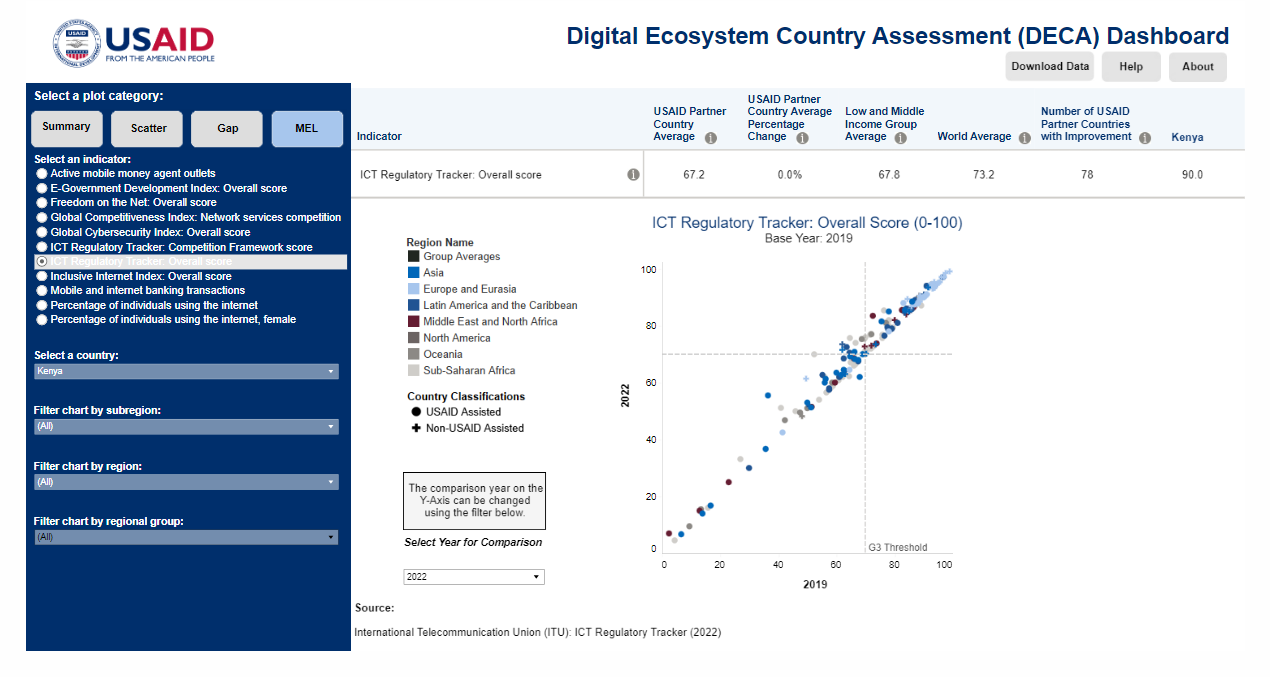 USAID
USAID
FROM THE AMERICAN PEOPLE
Digital Ecosystem Country Assessment (DECA) Dashboard
Download Data
Help
About
Select a plot category:
Summary
Scatter
Gap
MEL
Select an indicator:
Active mobile money agent outlets
E-Government Development Index: Overall score
Freedom on the Net: Overall score
Global Competitiveness Index: Network services competition
Global Cybersecurity Index: Overall score
ICT Regulatory Tracker: Competition Framework score
ICT Regulatory Tracker: Overall score
Inclusive Internet Index: Overall score
Mobile and internet banking transactions
Percentage of individuals using the internet
Percentage of individuals using the internet, female
Select a country:
Kenya
Filter chart by subregion:
(All)
Filter chart by region:
(All)
Filter chart by regional group:
(All)
Indicator
USAID Partner
Country
Average
USAID Partner
Country Average
Percentage
Change
Low and Middle
Income Group
Average
World Average
Number of USAID
Partner Countries
with Improvement
Kenya
ICT Regulatory Tracker: Overall score
67.2
0.0%
67.8
73.2
78
90.0
ICT Regulatory Tracker: Overall Score (0-100)
Base Year: 2019
Region Name
Group Averages
Asia
Europe and Eurasia
Latin America and the Caribbean
Middle East and North Africa
North America
Oceania
Sub-Saharan Africa
Country Classifications
USAID Assisted
Non-USAID Assisted
The comparison year on the
Y-Axis can be changed
using the filter below.
Select Year for Comparison
2022
2022
100
80
60
40
20
0
G3 Threshold
0
20
40
60
80
100
2019
Source:
International Telecommunication Union (ITU): ICT Regulatory Tracker (2022)